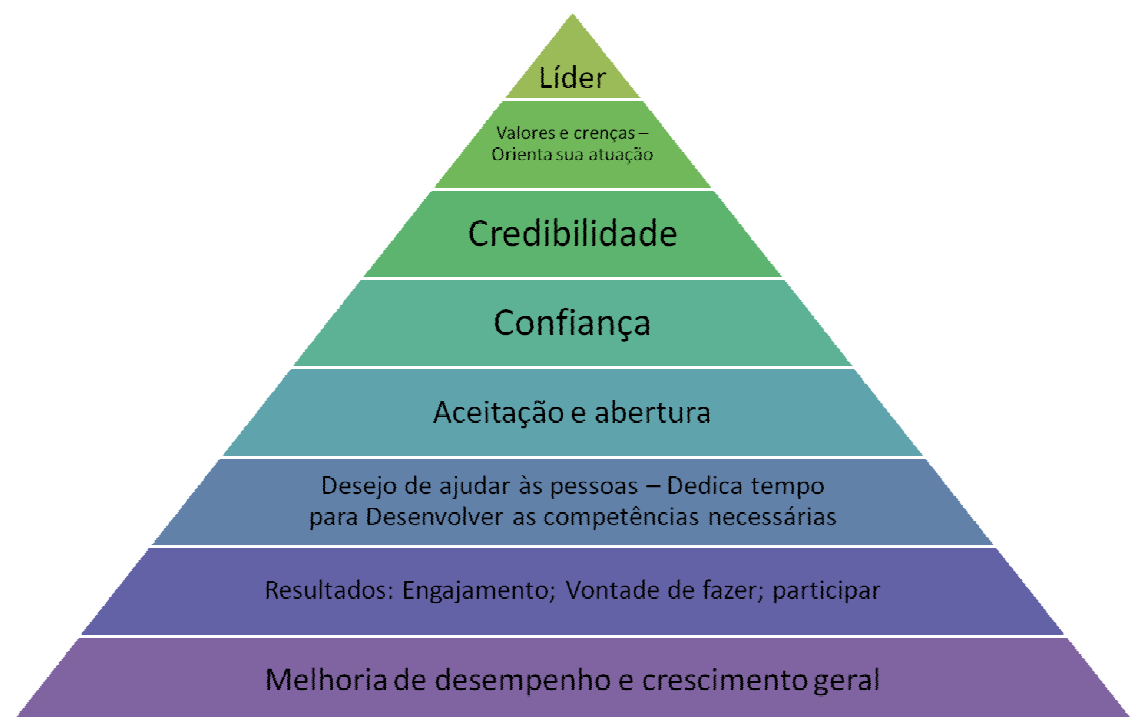 Líder
Valores e crenças –
Orienta sua atuação
Credibilidade
Confiança
Aceitação e abertura
Desejo de ajudar às pessoas – Dedica tempo
para Desenvolver as competências necessárias
Resultados: Engajamento; Vontade de fazer; participar
Melhoria de desempenho e crescimento geral